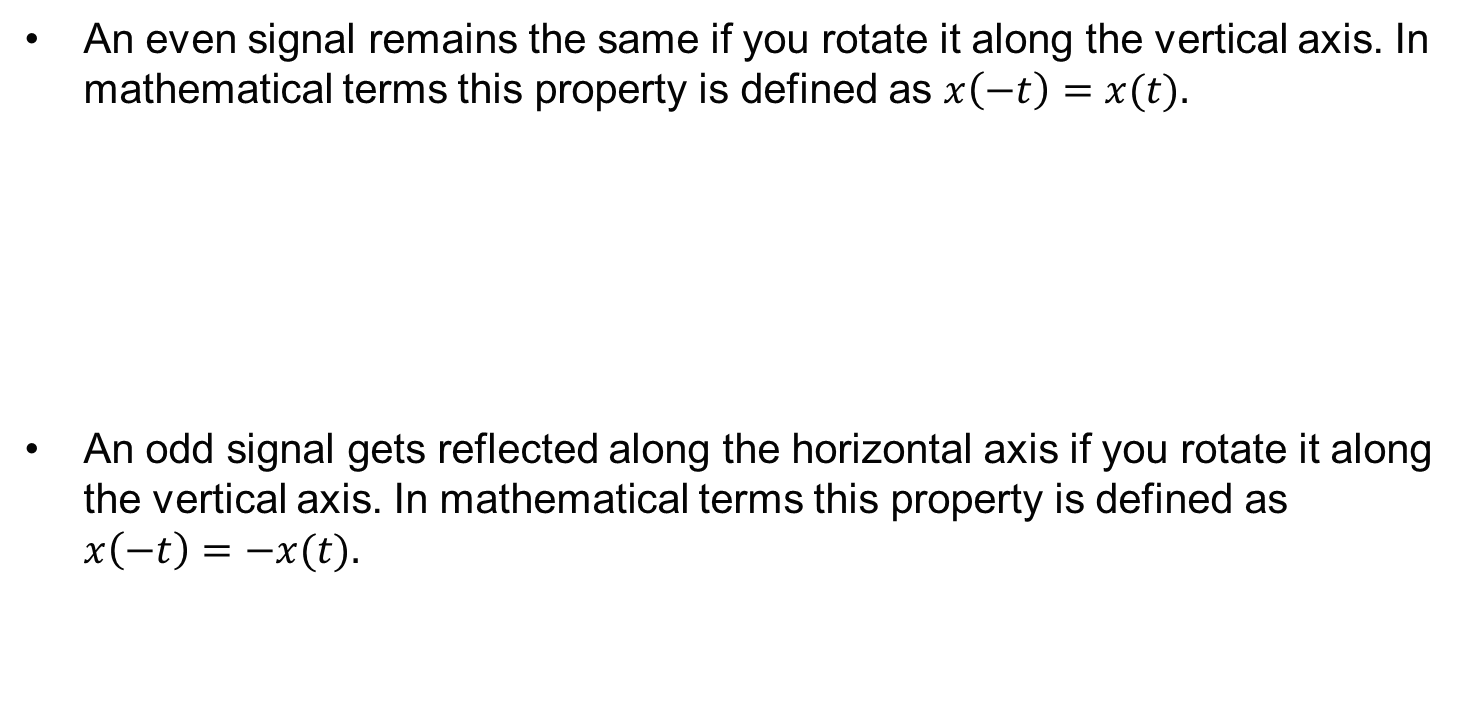 • An even signal remains the same if you rotate it along the vertical axis. In
mathematical terms this property is defined as x(−t) = x(t).
• An odd signal gets reflected along the horizontal axis if you rotate it along
the vertical axis. In mathematical terms this property is defined as
x(−t) = −x(t).